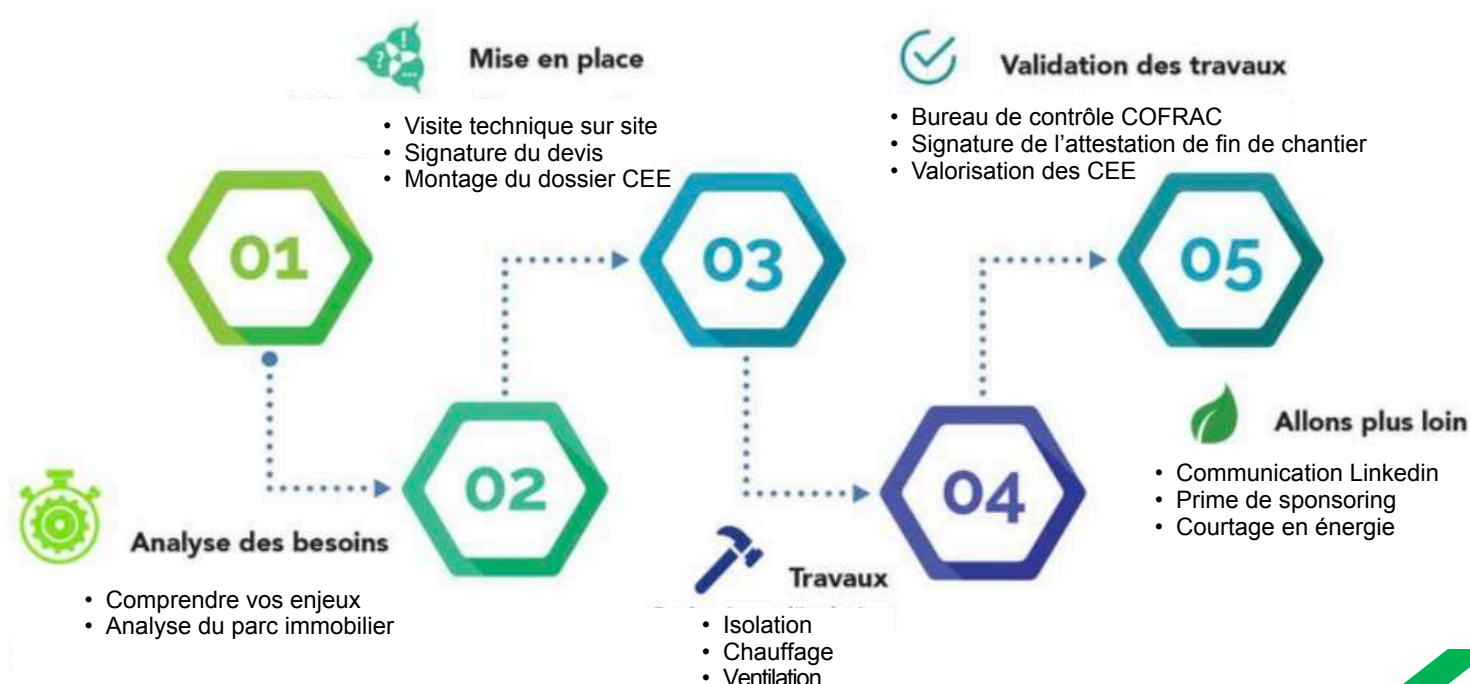 01
Analyse des besoins
• Comprendre vos enjeux
• Analyse du parc immobilier
02
? ! ...
Mise en place
• Visite technique sur site
• Signature du devis
• Montage du dossier CEE
03
Travaux
• Isolation
• Chauffage
• Ventilation
04
Validation des travaux
• Bureau de contrôle COFRAC
• Signature de l’attestation de fin de chantier
• Valorisation des CEE
05
Allons plus loin
• Communication Linkedin
• Prime de sponsoring
• Courtage en énergie